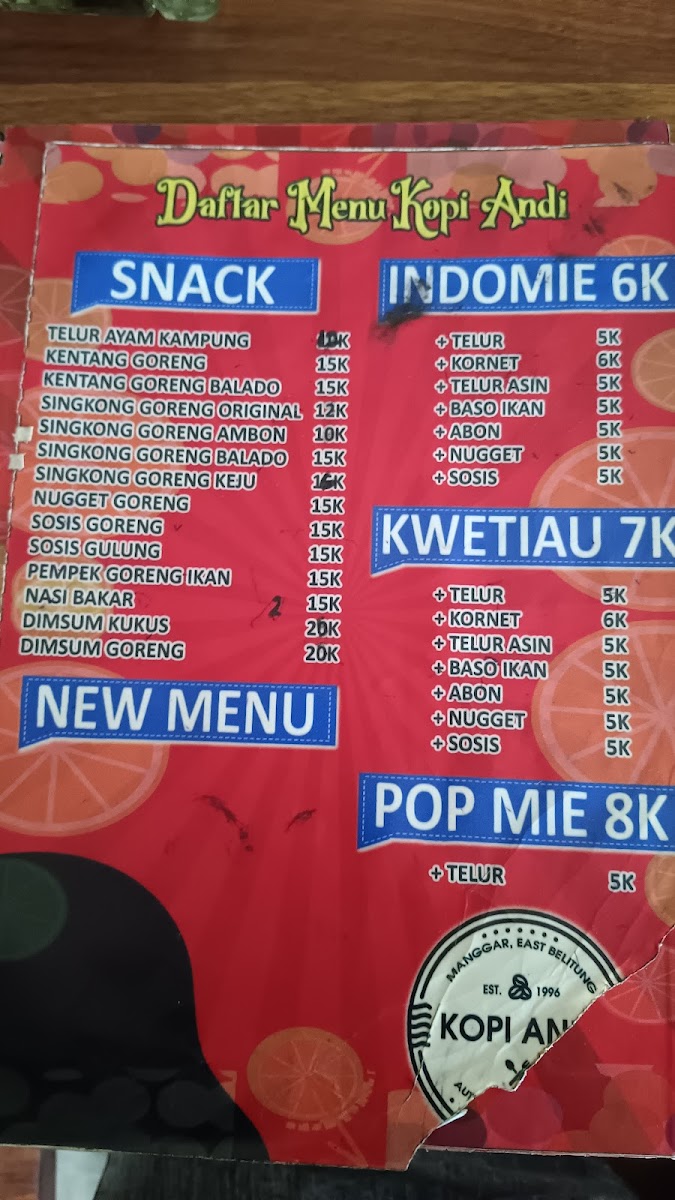 Daftar Menu Kopi Andi
SNACK
TELUR AYAM KAMPUNG
KENTANG GORENG 15K
KENTANG GORENG BALADO 15K
SINGKONG GORENG ORIGINAL 12K
SINGKONG GORENG AMBON 10K
SINGKONG GORENG BALADO 15K
SINGKONG GORENG KEJU
NUGGET GORENG 15K
SOSIS GORENG 15K
SOSIS GULUNG 15K
PEMPEK GORENG IKAN 15K
NASI BAKAR 2 15K
DIMSUM KUKUS 20K
DIMSUM GORENG 20K
NEW MENU
INDOMIE 6K
+ TELUR 5K
+ KORNET 6K
+ TELUR ASIN 5K
+ BASO IKAN 5K
+ ABON 5K
+ NUGGET 5K
+ SOSIS 5K
KWETIAU 7K
+ TELUR 5K
+ KORNET 6K
+ TELUR ASIN 5K
+ BASO IKAN 5K
+ ABON 5K
+ NUGGET 5K
+ SOSIS 5K
POP MIE 8K
+ TELUR 5K
MANGGAR, EAST BELITUNG
EST. 1996
KOPI AN